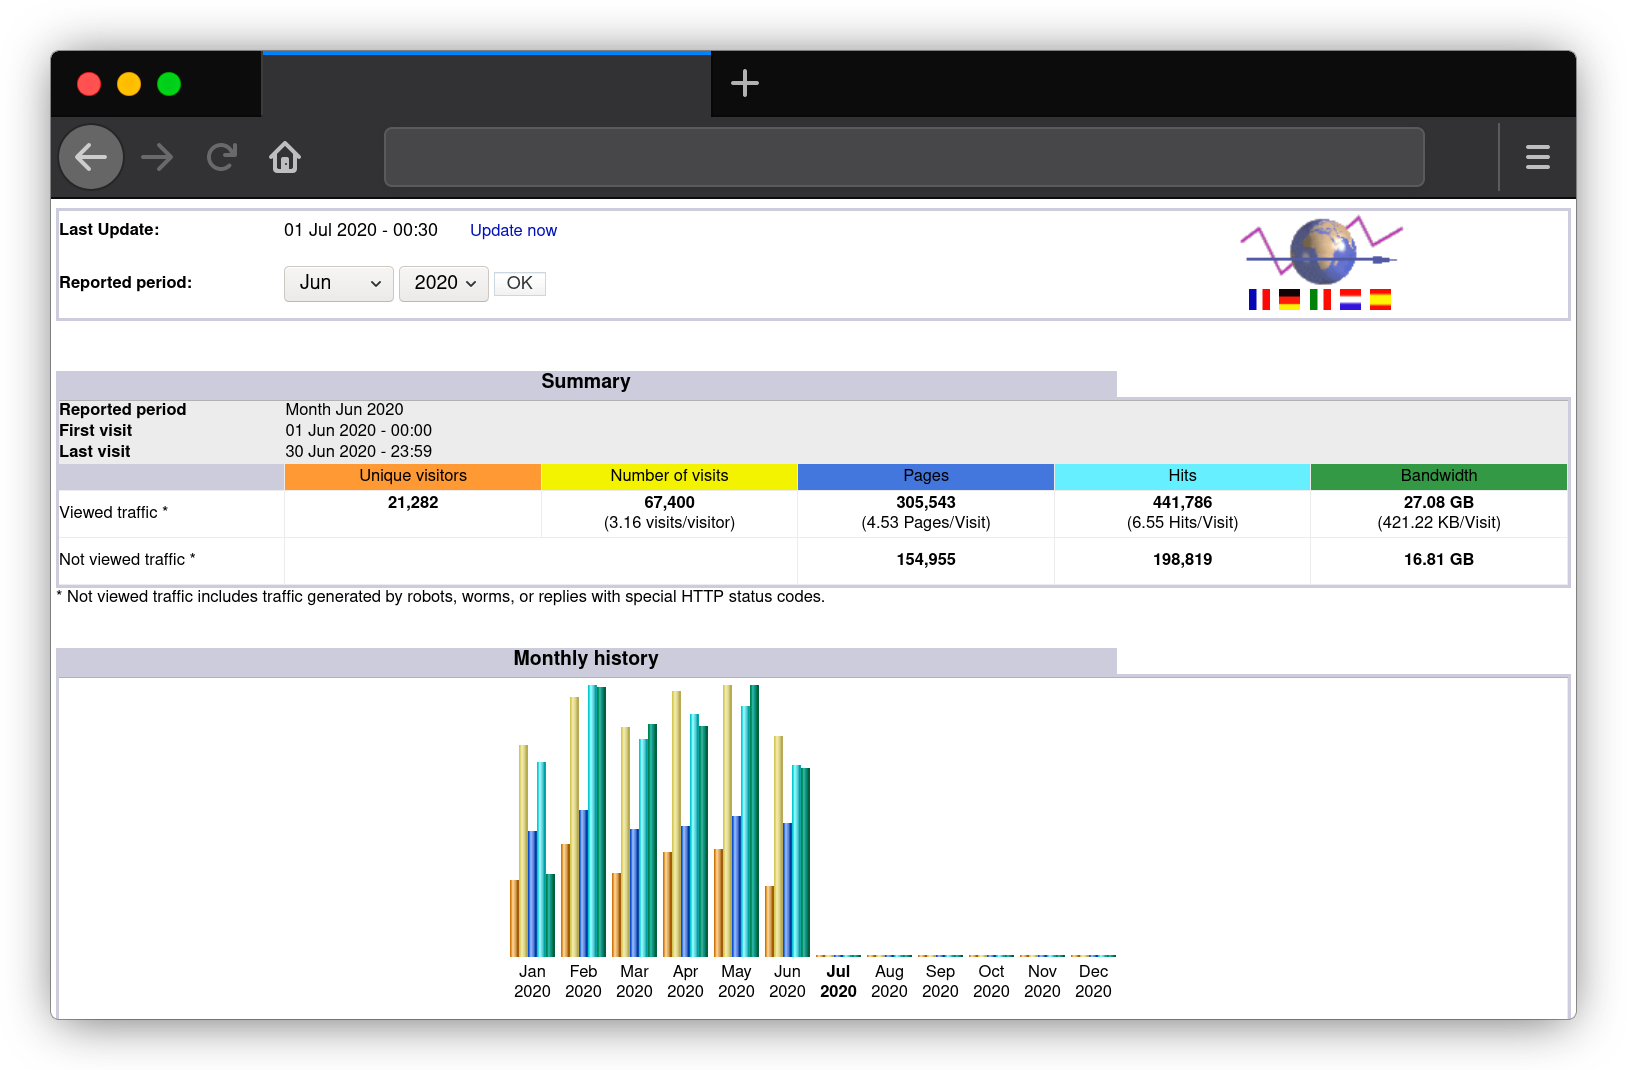 Last Update: 01 Jul 2020 - 00:30 Update now
Reported period: Jun 2020 OK
Summary
Reported period Month Jun 2020
First visit 01 Jun 2020 - 00:00
Last visit 30 Jun 2020 - 23:59
Unique visitors Number of visits Pages Hits Bandwidth
Viewed traffic * 21,282 67,400 305,543 441,786 27.08 GB
(3.16 visits/visitor) (4.53 Pages/Visit) (6.55 Hits/Visit) (421.22 KB/Visit)
Not viewed traffic * 154,955 198,819 16.81 GB
* Not viewed traffic includes traffic generated by robots, worms, or replies with special HTTP status codes.
Monthly history
Jan Feb Mar Apr May Jun Jul Aug Sep Oct Nov Dec
2020 2020 2020 2020 2020 2020 2020 2020 2020 2020 2020 2020